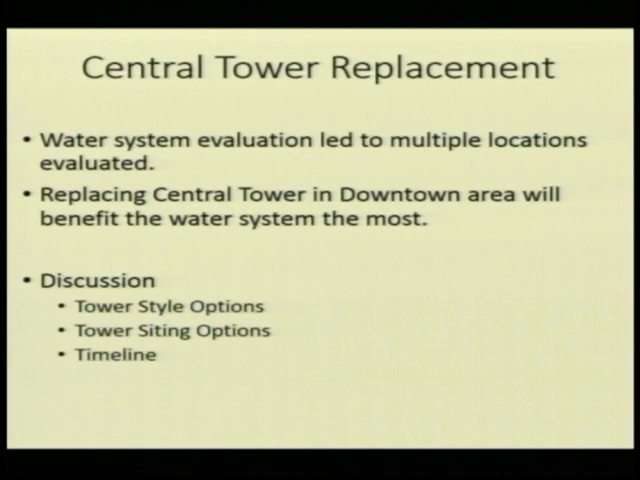 Central Tower Replacement
• Water system evaluation led to multiple locations
evaluated.
• Replacing Central Tower in Downtown area will
benefit the water system the most.
• Discussion
• Tower Style Options
• Tower Siting Options
• Timeline